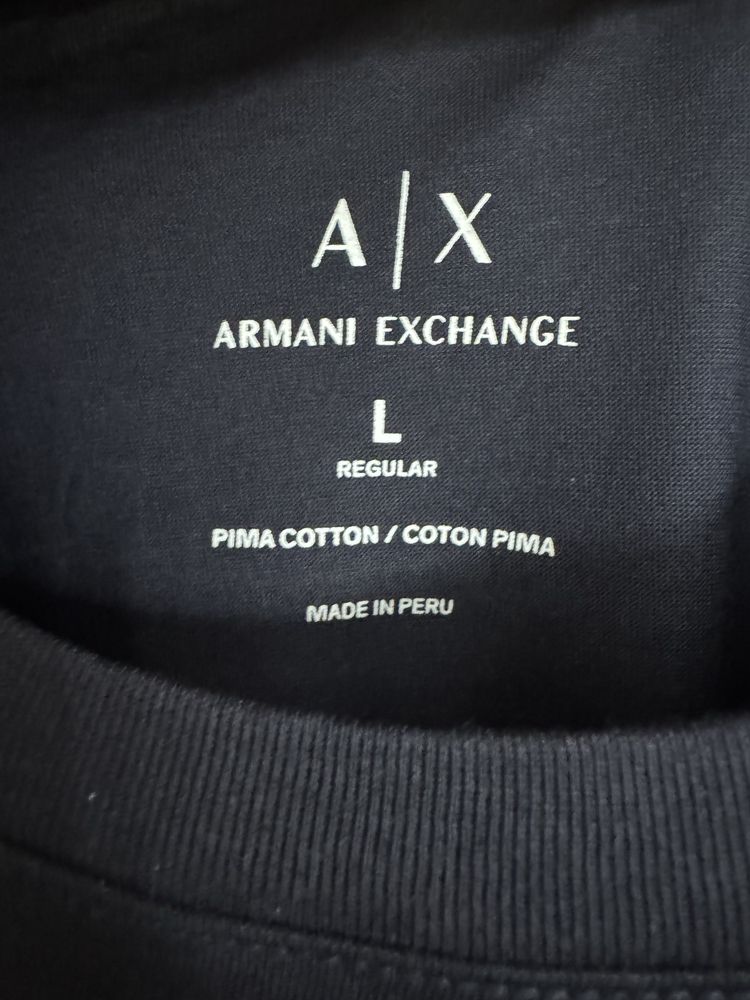 A|X
ARMANI EXCHANGE
L
REGULAR
PIMA COTTON / COTON PIMA
MADE IN PERU